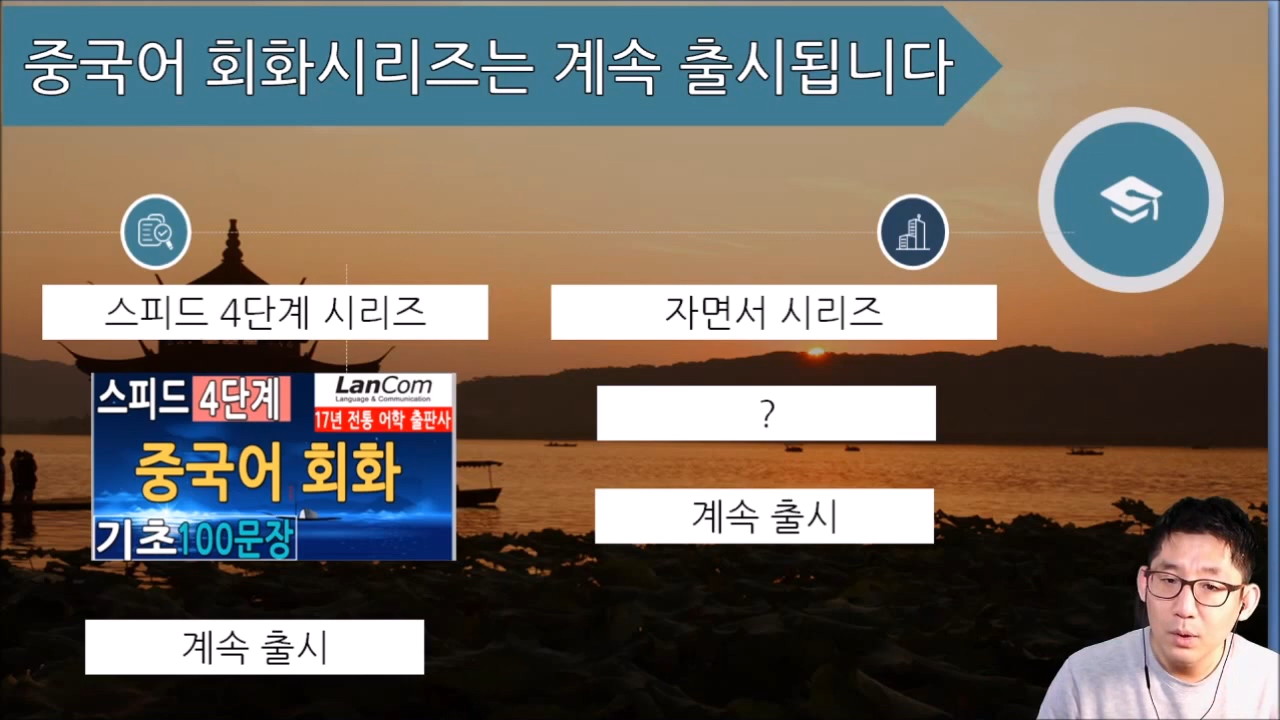 중국어 회화시리즈는 계속 출시됩니다
스피드 4단계 시리즈
자면서 시리즈
스피드 4단계
LanCom
Language & Communication
17년 전통 어학 출판사
중국어 회화
기초100문장
?
계속 출시
계속 출시